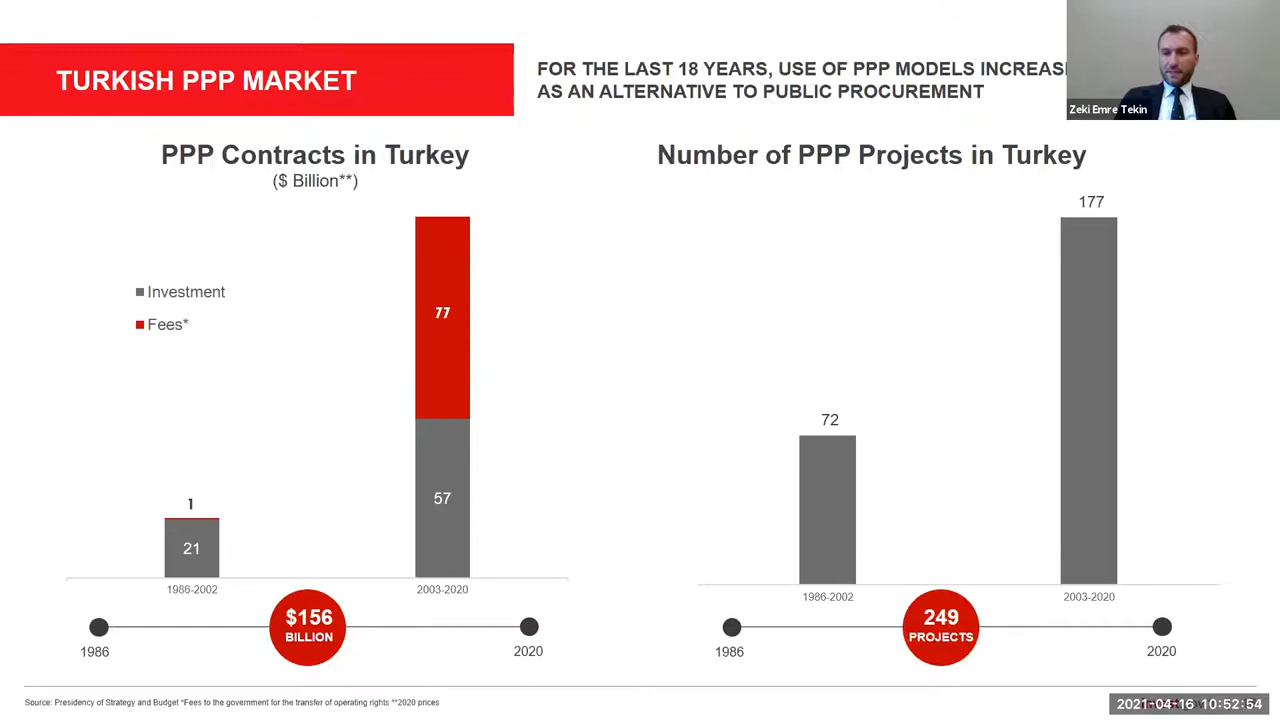 TURKISH PPP MARKET
FOR THE LAST 18 YEARS, USE OF PPP MODELS
AS AN ALTERNATIVE TO PUBLIC PROCUREMENT
Zeki Emre Tekin
PPP Contracts in Turkey
($ Billion**)
Investment
Fees*
77
57
1
21
1986-2002
2003-2020
$156
BILLION
1986
2020
Number of PPP Projects in Turkey
177
72
1986-2002
2003-2020
249
PROJECTS
1986
2020
Source: Presidency of Strategy and Budget *Fees to the government for the transfer of operating rights **2020 prices
2021-04-16 10:52:54